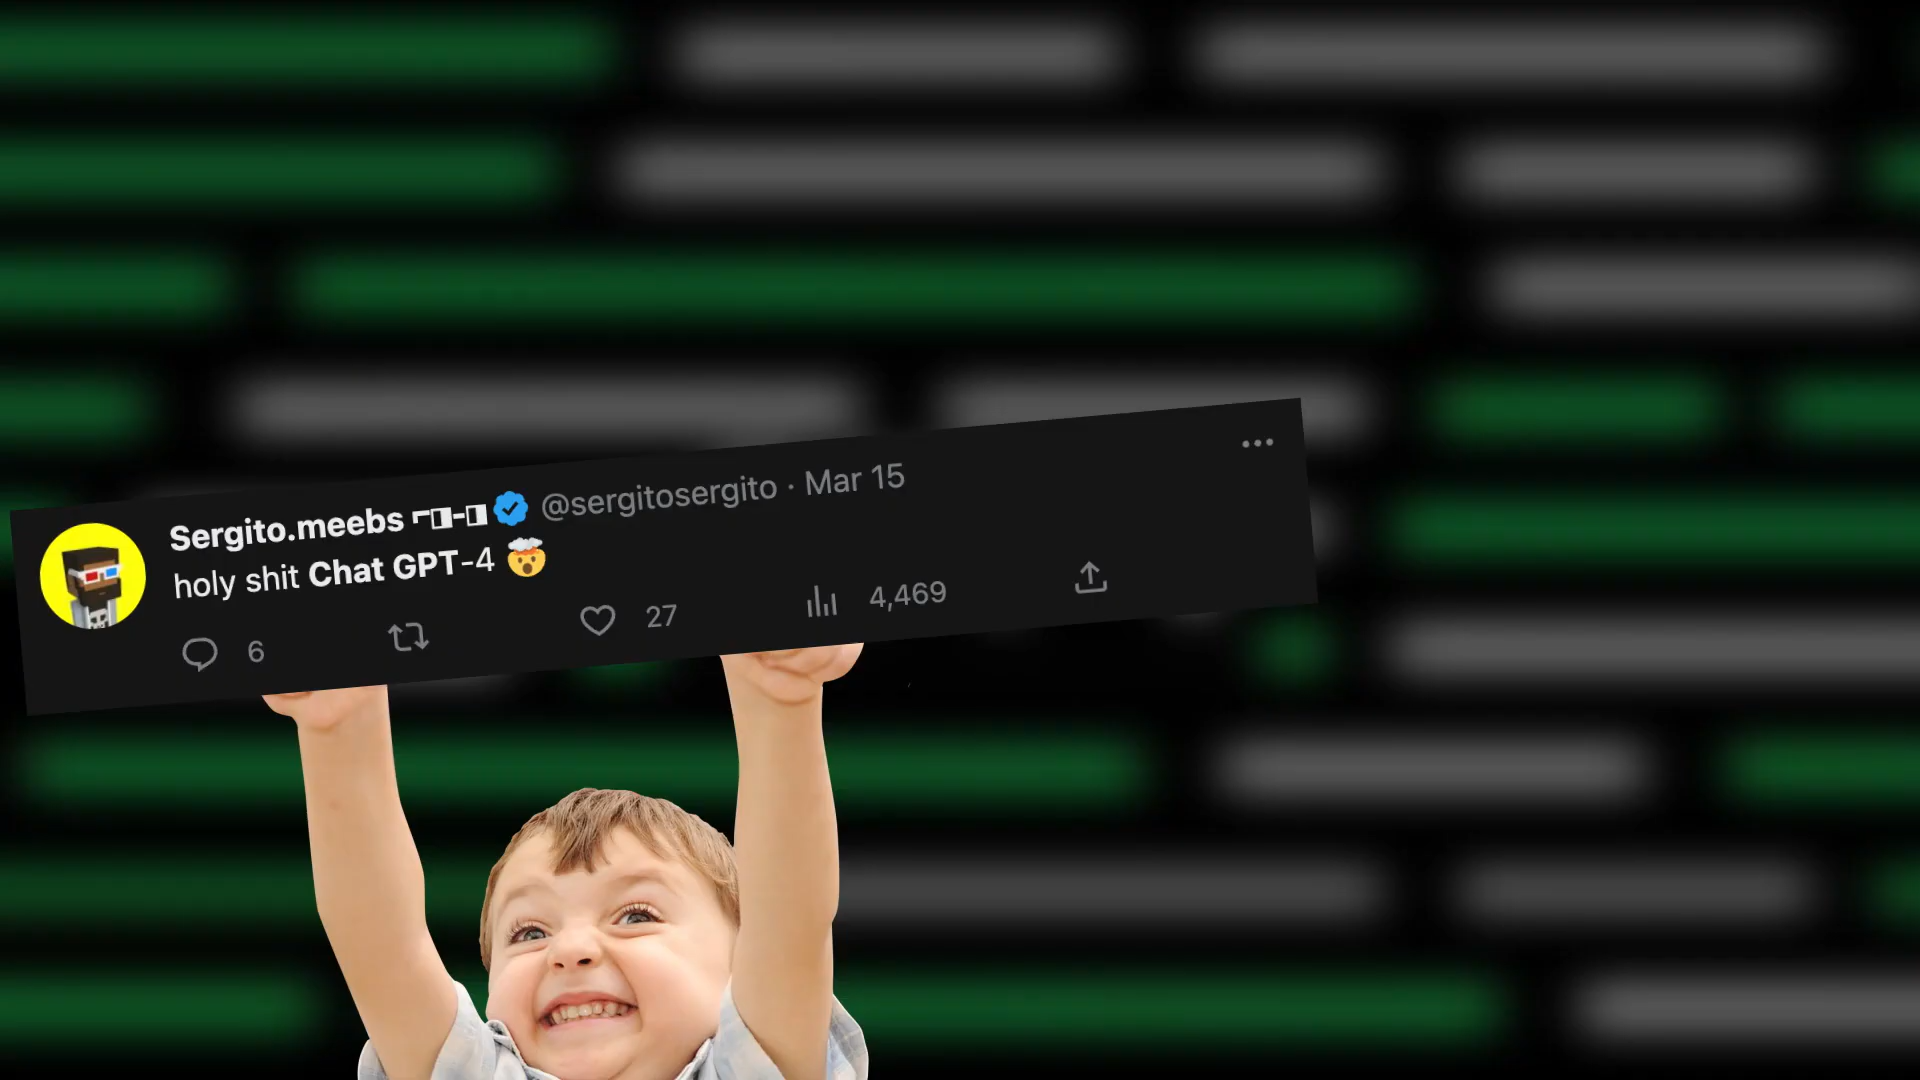 Sergito.meebs ⌐◨-◨ @sergitosergito · Mar 15
holy shit Chat GPT-4 🤯
6 27 4,469